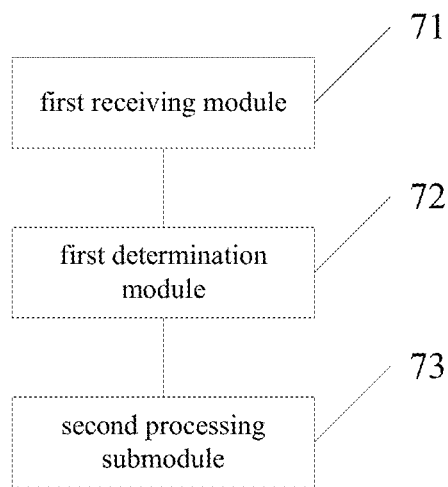 71
first receiving module
72
first determination
module
73
second processing
submodule